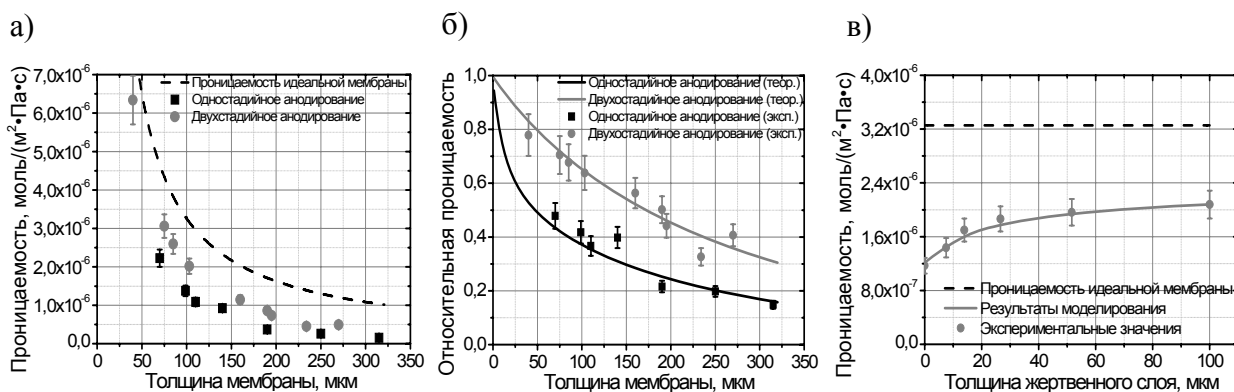 а)
Проницаемость, моль/(м²•Па•с)
7,0x10⁻⁶
6,0x10⁻⁶
5,0x10⁻⁶
4,0x10⁻⁶
3,0x10⁻⁶
2,0x10⁻⁶
1,0x10⁻⁶
0,0
Проницаемость идеальной мембраны
Одностадийное анодирование
Двухстадийное анодирование
0 50 100 150 200 250 300 350
Толщина мембраны, мкм
б)
Относительная проницаемость
1,0
0,8
0,6
0,4
0,2
0,0
Одностадийное анодирование (теор.)
Двухостадийное анодирование (теор.)
Одностадийное анодирование (эксп.)
Двухостадийное анодирование (эксп.)
0 50 100 150 200 250 300 350
Толщина мембраны, мкм
в)
Проницаемость, моль/(м²•Па•с)
4,0x10⁻⁶
3,2x10⁻⁶
2,4x10⁻⁶
1,6x10⁻⁶
8,0x10⁻⁷
0,0
Проницаемость идеальной мембраны
Результаты моделирования
Экспериментальные значения
0 20 40 60 80 100
Толщина жертвенного слоя, мкм